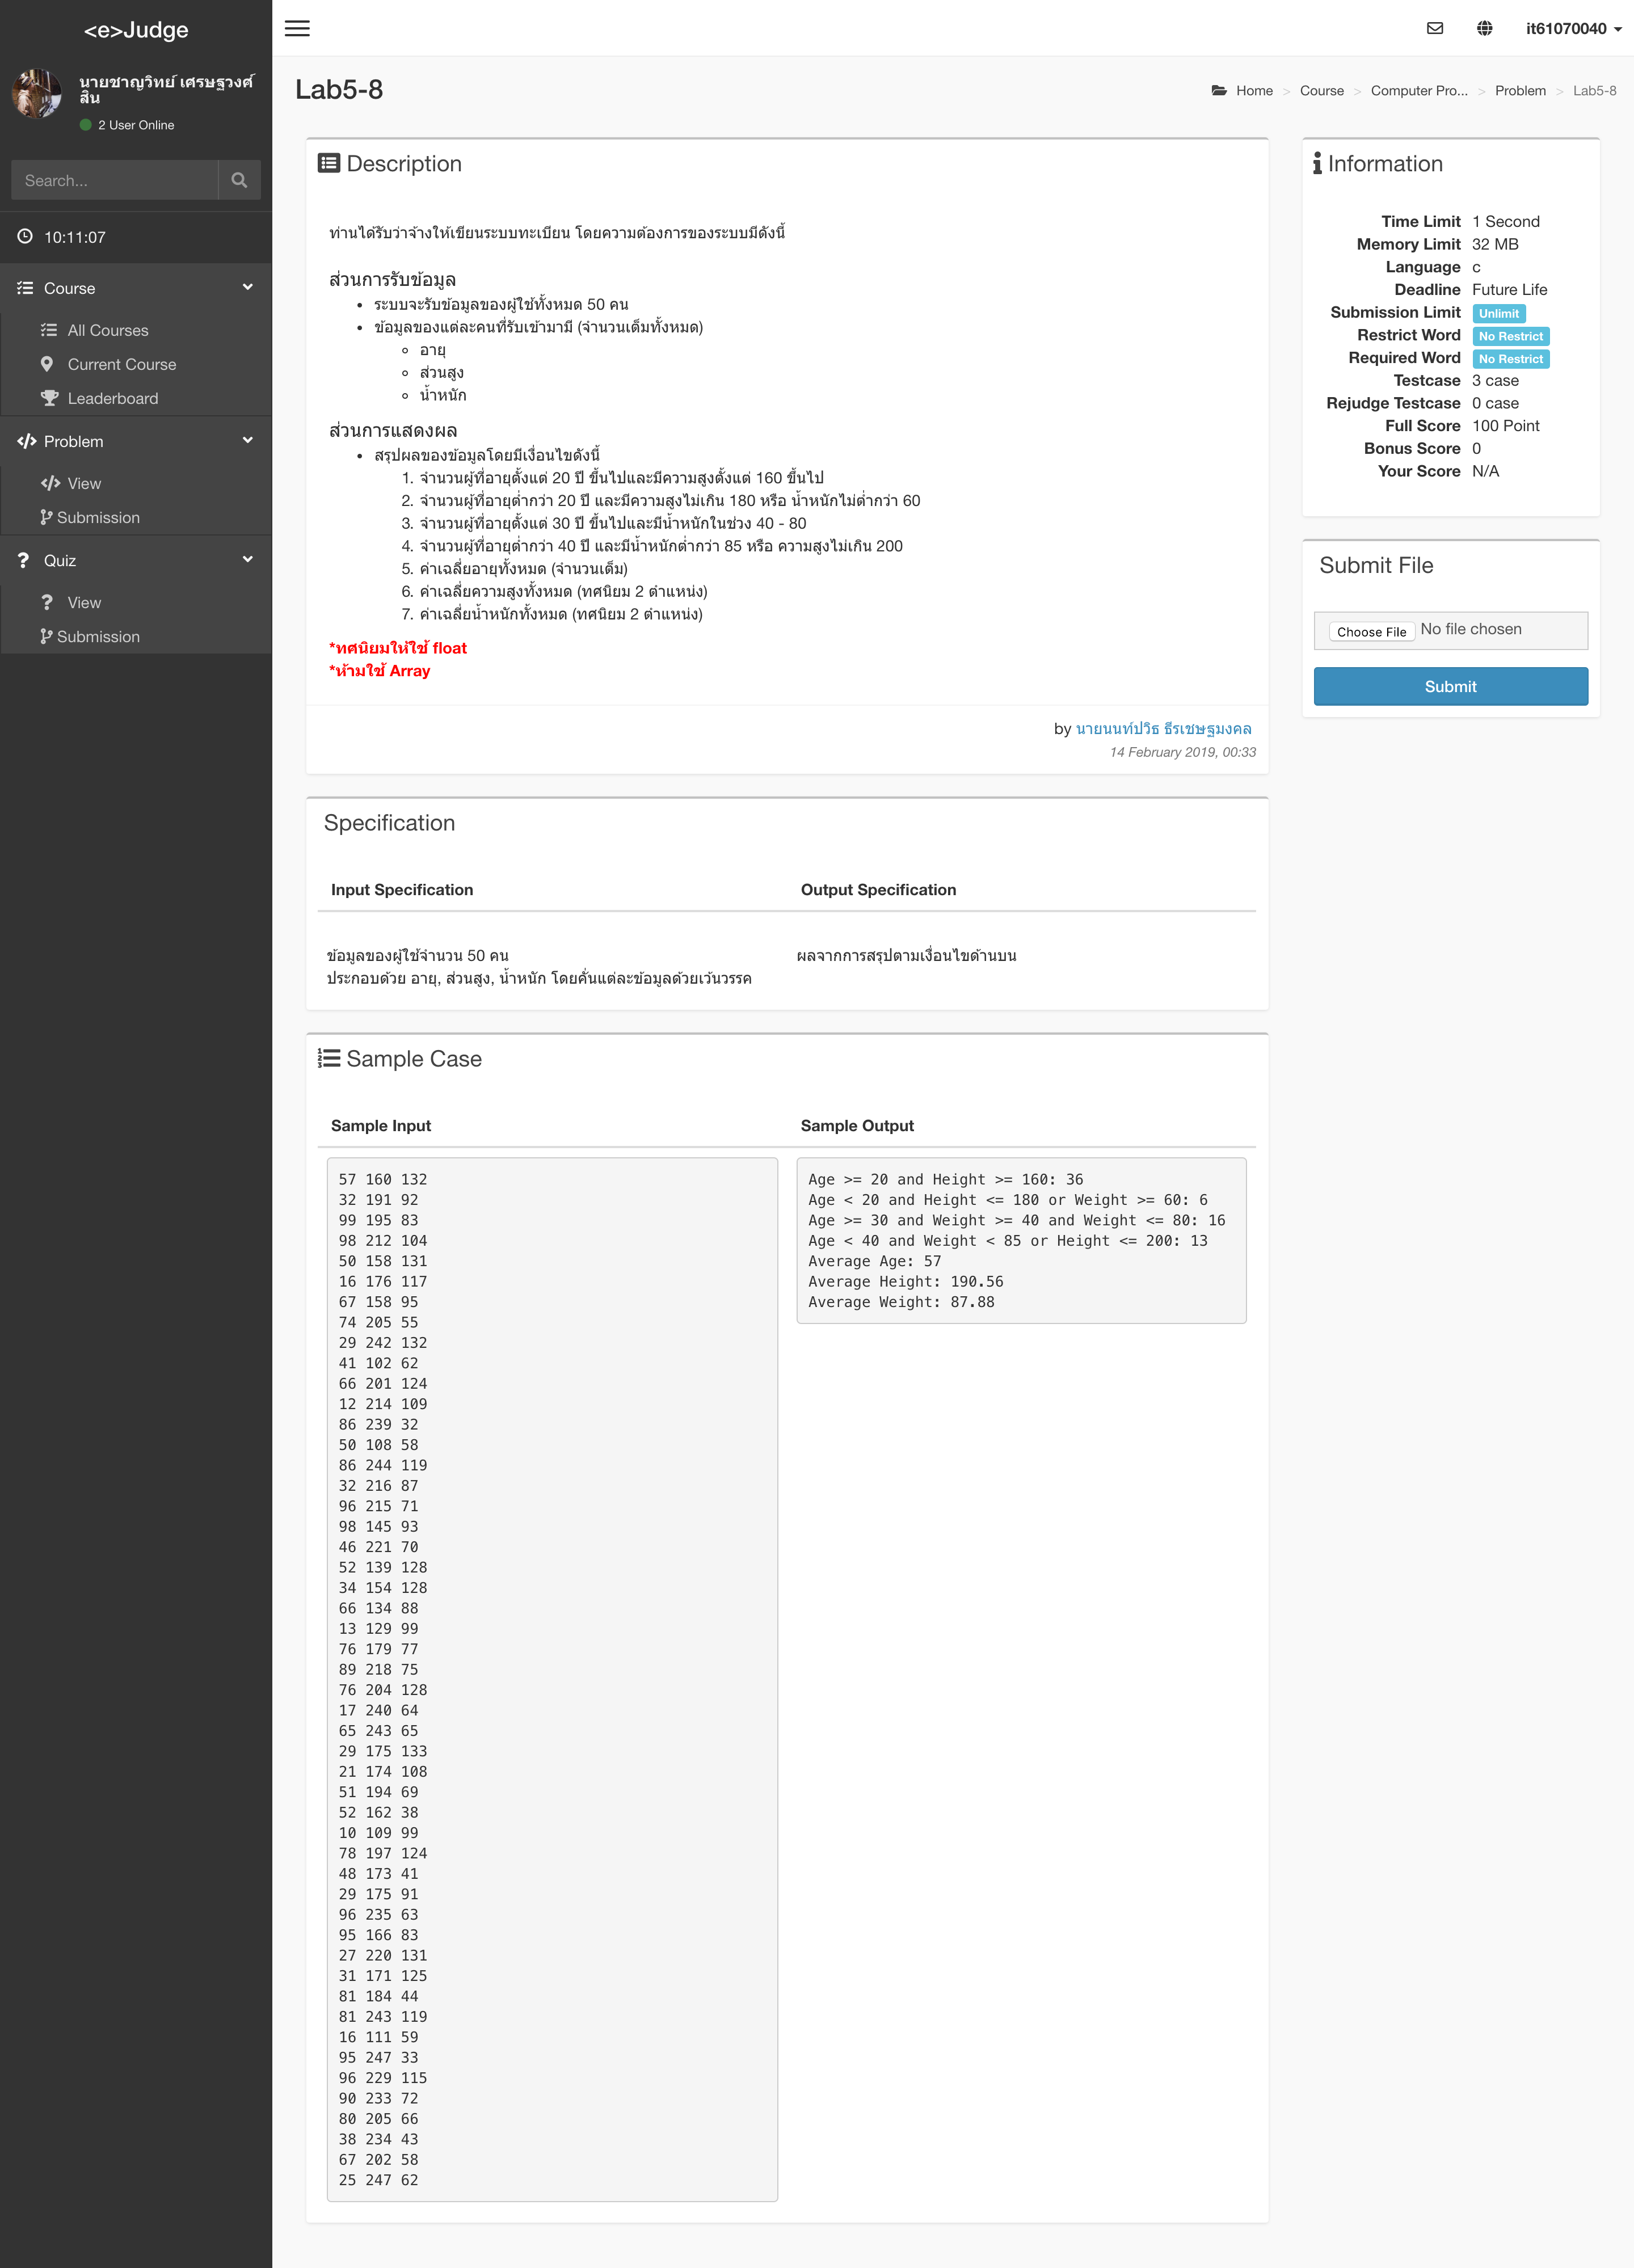 <e>Judge
นายชาญวิทย์ เศรษฐวงศ์
สิน
2 User Online
Search...
10:11:07
Course
All Courses
Current Course
Leaderboard
Problem
View
Submission
Quiz
View
Submission
it61070040
Lab5-8
Home > Course > Computer Pro... > Problem > Lab5-8
Description
ท่านได้รับว่าจ้างให้เขียนระบบทะเบียน โดยความต้องการของระบบมีดังนี้
ส่วนการรับข้อมูล
• ระบบจะรับข้อมูลของผู้ใช้ทั้งหมด 50 คน
• ข้อมูลของแต่ละคนที่รับเข้ามามี (จำนวนเต็มทั้งหมด)
◦ อายุ
◦ ส่วนสูง
◦ น้ำหนัก
ส่วนการแสดงผล
• สรุปผลของข้อมูลโดยมีเงื่อนไขดังนี้
1. จำนวนผู้ที่อายุตั้งแต่ 20 ปี ขึ้นไปและมีความสูงตั้งแต่ 160 ขึ้นไป
2. จำนวนผู้ที่อายุต่ำกว่า 20 ปี และมีความสูงไม่เกิน 180 หรือ น้ำหนักไม่ต่ำกว่า 60
3. จำนวนผู้ที่อายุตั้งแต่ 30 ปี ขึ้นไปและมีน้ำหนักในช่วง 40 - 80
4. จำนวนผู้ที่อายุต่ำกว่า 40 ปี และมีน้ำหนักต่ำกว่า 85 หรือ ความสูงไม่เกิน 200
5. ค่าเฉลี่ยอายุทั้งหมด (จำนวนเต็ม)
6. ค่าเฉลี่ยความสูงทั้งหมด (ทศนิยม 2 ตำแหน่ง)
7. ค่าเฉลี่ยน้ำหนักทั้งหมด (ทศนิยม 2 ตำแหน่ง)
*ทศนิยมให้ใช้ float
*ห้ามใช้ Array
by นายนนท์ปวิธ ธีรเชษฐมงคล
14 February 2019, 00:33
Information
Time Limit 1 Second
Memory Limit 32 MB
Language c
Deadline Future Life
Submission Limit Unlimit
Restrict Word No Restrict
Required Word No Restrict
Testcase 3 case
Rejudge Testcase 0 case
Full Score 100 Point
Bonus Score 0
Your Score N/A
Submit File
Choose File No file chosen
Submit
Specification
Input Specification
Output Specification
ข้อมูลของผู้ใช้จำนวน 50 คน
ประกอบด้วย อายุ, ส่วนสูง, น้ำหนัก โดยคั่นแต่ละข้อมูลด้วยเว้นวรรค
ผลจากการสรุปตามเงื่อนไขด้านบน
Sample Case
Sample Input
57 160 132
32 191 92
99 195 83
98 212 104
50 158 131
16 176 117
67 158 95
74 205 55
29 242 132
41 102 62
66 201 124
12 214 109
86 239 32
50 108 58
86 244 119
32 216 87
96 215 71
98 145 93
46 221 70
52 139 128
34 154 128
66 134 88
13 129 99
76 179 77
89 218 75
76 204 128
17 240 64
65 243 65
29 175 133
21 174 108
51 194 69
52 162 38
10 109 99
78 197 124
48 173 41
29 175 91
96 235 63
95 166 83
27 220 131
31 171 125
81 184 44
81 243 119
16 111 59
95 247 33
96 229 115
90 233 72
80 205 66
38 234 43
67 202 58
25 247 62
Sample Output
Age >= 20 and Height >= 160: 36
Age < 20 and Height <= 180 or Weight >= 60: 6
Age >= 30 and Weight >= 40 and Weight <= 80: 16
Age < 40 and Weight < 85 or Height <= 200: 13
Average Age: 57
Average Height: 190.56
Average Weight: 87.88